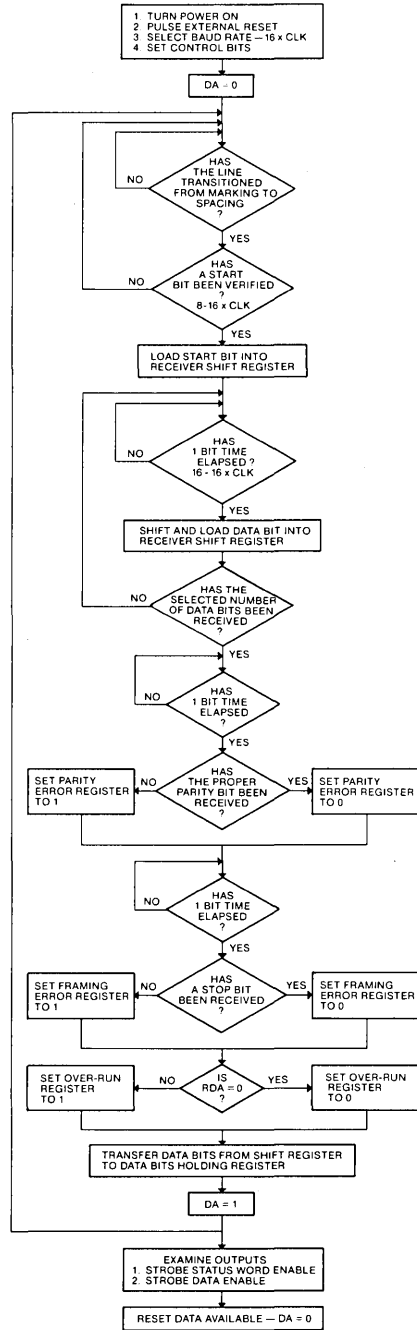 1. TURN POWER ON
2. PULSE EXTERNAL RESET
3. SELECT BAUD RATE — 16 x CLK
4. SET CONTROL BITS
DA = 0
HAS
THE LINE
TRANSITIONED
FROM MARKING TO
SPACING
?
NO
YES
HAS
A START
BIT BEEN VERIFIED
?
8-16 x CLK
NO
YES
LOAD START BIT INTO
RECEIVER SHIFT REGISTER
HAS
1 BIT TIME
ELAPSED ?
16 - 16 x CLK
NO
YES
SHIFT AND LOAD DATA BIT INTO
RECEIVER SHIFT REGISTER
HAS THE
SELECTED NUMBER
OF DATA BITS BEEN
RECEIVED
?
NO
YES
HAS
1 BIT TIME
ELAPSED
?
NO
YES
HAS
THE PROPER
PARITY BIT BEEN
RECEIVED
?
NO
YES
SET PARITY
ERROR REGISTER
TO 1
SET PARITY
ERROR REGISTER
TO 0
HAS
1 BIT TIME
ELAPSED
?
NO
YES
HAS
A STOP BIT
BEEN RECEIVED
?
NO
YES
SET FRAMING
ERROR REGISTER
TO 1
SET FRAMING
ERROR REGISTER
TO 0
IS
RDA = 0
?
NO
YES
SET OVER-RUN
REGISTER
TO 1
SET OVER-RUN
REGISTER
TO 0
TRANSFER DATA BITS FROM SHIFT REGISTER
TO DATA BITS HOLDING REGISTER
DA = 1
EXAMINE OUTPUTS
1. STROBE STATUS WORD ENABLE
2. STROBE DATA ENABLE
RESET DATA AVAILABLE — DA = 0